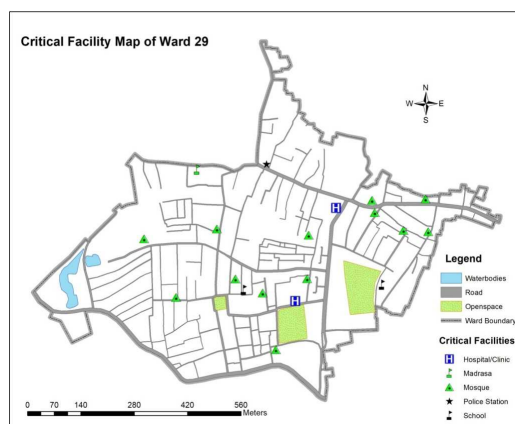 Critical Facility Map of Ward 29
N
W E
S
H
H
Legend
Waterbodies
Road
Openspace
Ward Boundary
Critical Facilities
H Hospital/Clinic
Madrasa
Mosque
Police Station
School
0 70 140 280 420 560
Meters